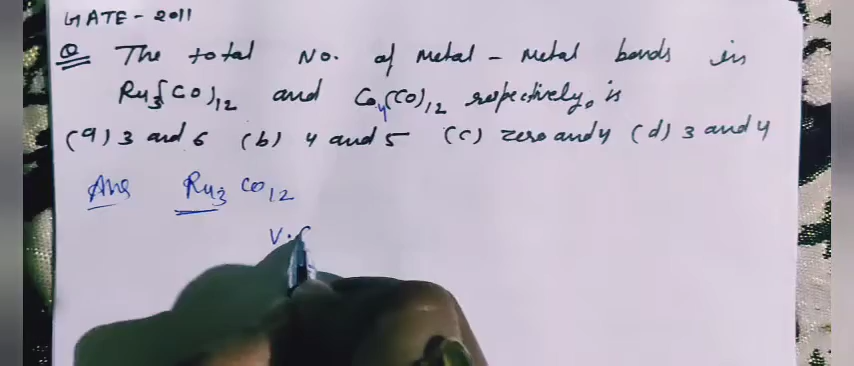 GATE - 2011
Q The total No. of Metal - Metal bonds in
Ru3(CO)12 and Co4(CO)12 respectively, is
(a) 3 and 6 (b) 4 and 5 (c) zero and 4 (d) 3 and 4
Ans Ru3 CO12
V.